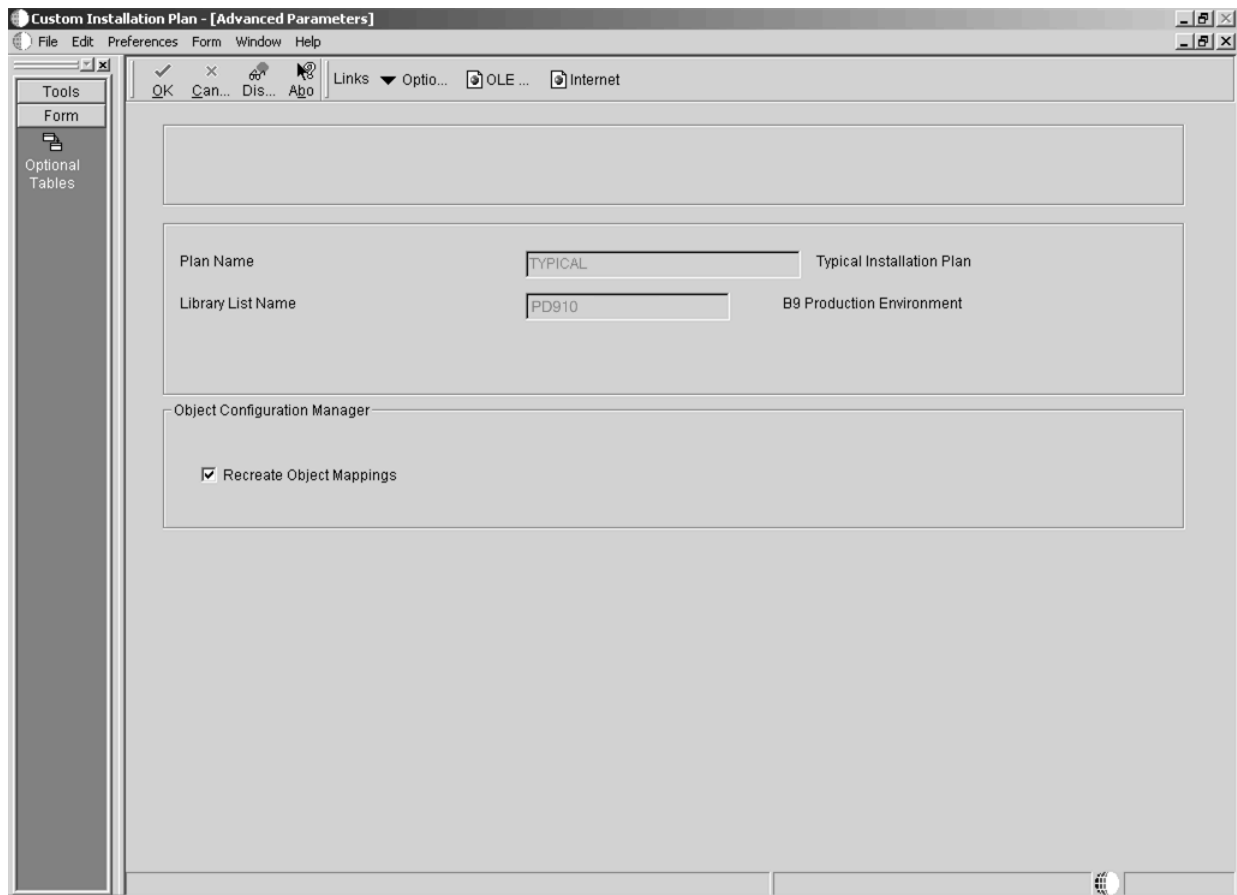 Custom Installation Plan - [Advanced Parameters]
File Edit Preferences Form Window Help
Tools
Form
Optional
Tables
OK Can... Dis... Abo Links Optio... OLE ... Internet
Plan Name TYPICAL Typical Installation Plan
Library List Name PD910 B9 Production Environment
Object Configuration Manager
Recreate Object Mappings